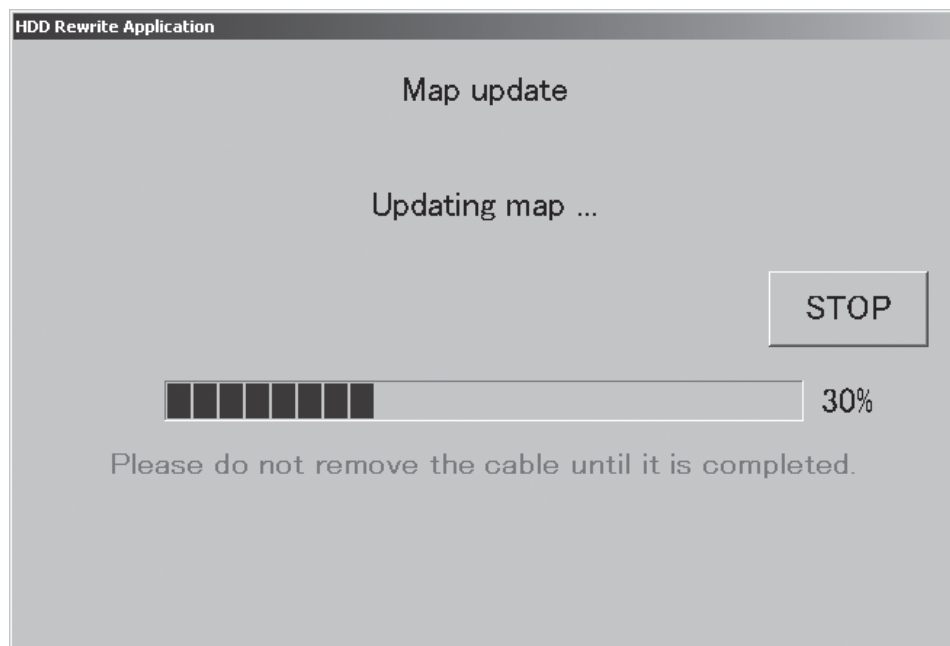 HDD Rewrite Application
Map update
Updating map ...
STOP
30%
Please do not remove the cable until it is completed.